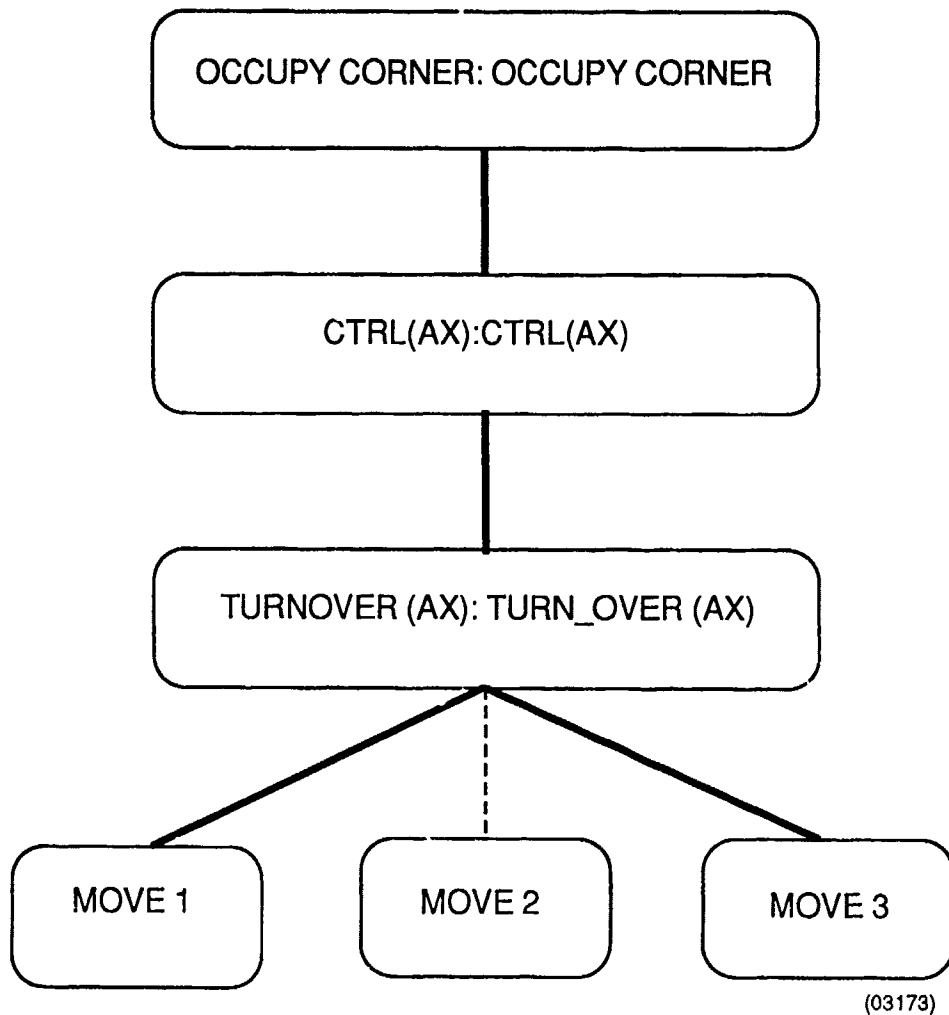 OCCUPY CORNER: OCCUPY CORNER
CTRL(AX):CTRL(AX)
TURNOVER (AX): TURN_OVER (AX)
MOVE 1
MOVE 2
MOVE 3
(03173)